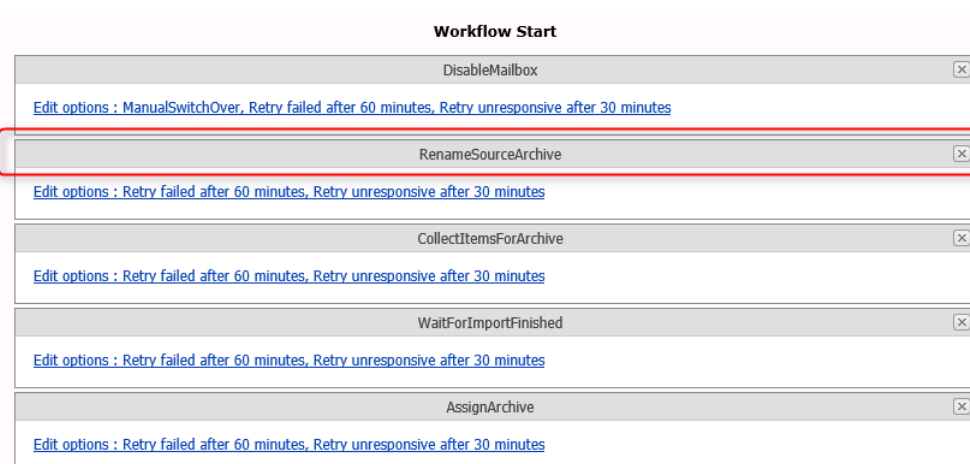 Workflow Start
DisableMailbox
Edit options : ManualSwitchOver, Retry failed after 60 minutes, Retry unresponsive after 30 minutes
RenameSourceArchive
Edit options : Retry failed after 60 minutes, Retry unresponsive after 30 minutes
CollectItemsForArchive
Edit options : Retry failed after 60 minutes, Retry unresponsive after 30 minutes
WaitForImportFinished
Edit options : Retry failed after 60 minutes, Retry unresponsive after 30 minutes
AssignArchive
Edit options : Retry failed after 60 minutes, Retry unresponsive after 30 minutes